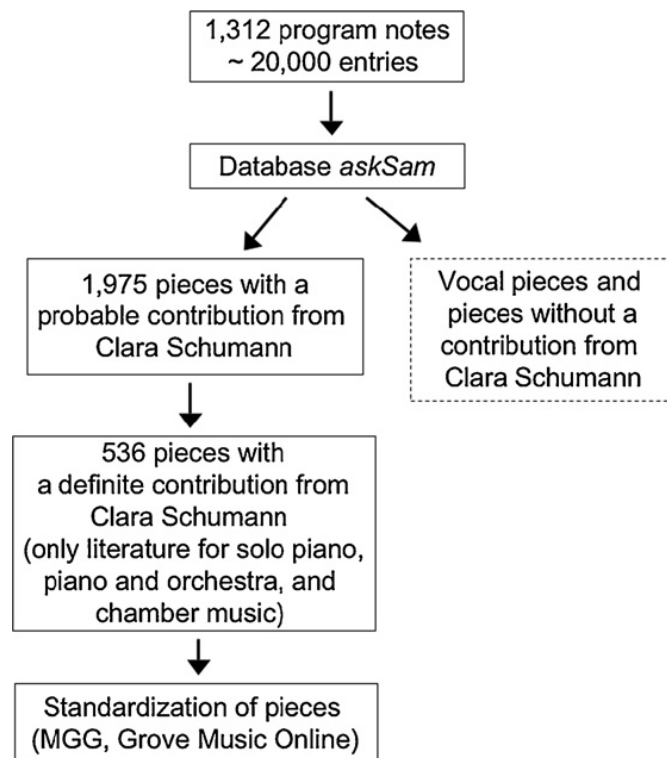 1,312 program notes
~ 20,000 entries
Database askSam
1,975 pieces with a
probable contribution from
Clara Schumann
Vocal pieces and
pieces without a
contribution from
Clara Schumann
536 pieces with
a definite contribution from
Clara Schumann
(only literature for solo piano,
piano and orchestra, and
chamber music)
Standardization of pieces
(MGG, Grove Music Online)